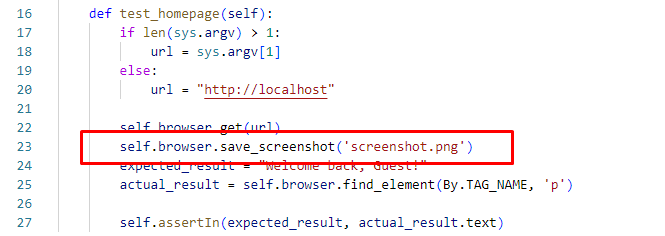 16 def test_homepage(self):
17 if len(sys.argv) > 1:
18 url = sys.argv[1]
19 else:
20 url = "http://localhost"
21
22 self.browser.get(url)
23 self.browser.save_screenshot('screenshot.png')
24 expected_result = "Welcome back, Guest!"
25 actual_result = self.browser.find_element(By.TAG_NAME, 'p')
26
27 self.assertIn(expected_result, actual_result.text)